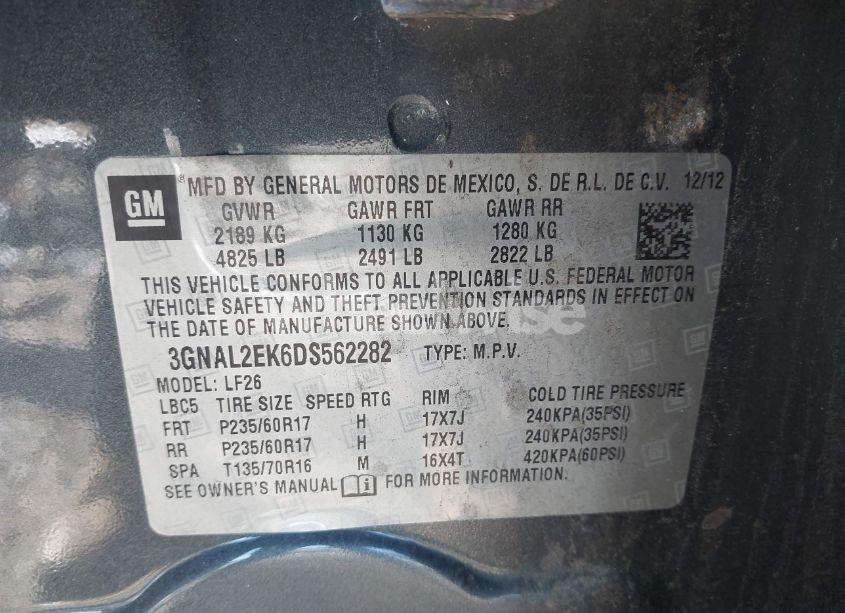 GM
® MFD BY GENERAL MOTORS DE MEXICO, S. DE R.L. DE C.V. 12/12
GVWR GAWR FRT GAWR RR
2189 KG 1130 KG 1280 KG
4825 LB 2491 LB 2822 LB
THIS VEHICLE CONFORMS TO ALL APPLICABLE U.S. FEDERAL MOTOR
VEHICLE SAFETY AND THEFT PREVENTION STANDARDS IN EFFECT ON
THE DATE OF MANUFACTURE SHOWN ABOVE.
3GNAL2EK6DS562282 TYPE: M.P.V.
MODEL: LF26
LBC5 TIRE SIZE SPEED RTG RIM COLD TIRE PRESSURE
FRT P235/60R17 H 17X7J 240KPA(35PSI)
RR P235/60R17 H 17X7J 240KPA(35PSI)
SPA T135/70R16 M 16X4T 420KPA(60PSI)
SEE OWNER'S MANUAL FOR MORE INFORMATION.